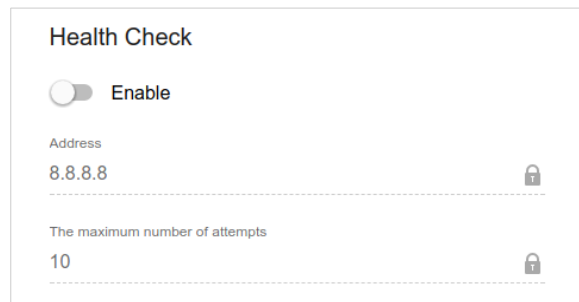 Health Check
Enable
Address
8.8.8.8
The maximum number of attempts
10